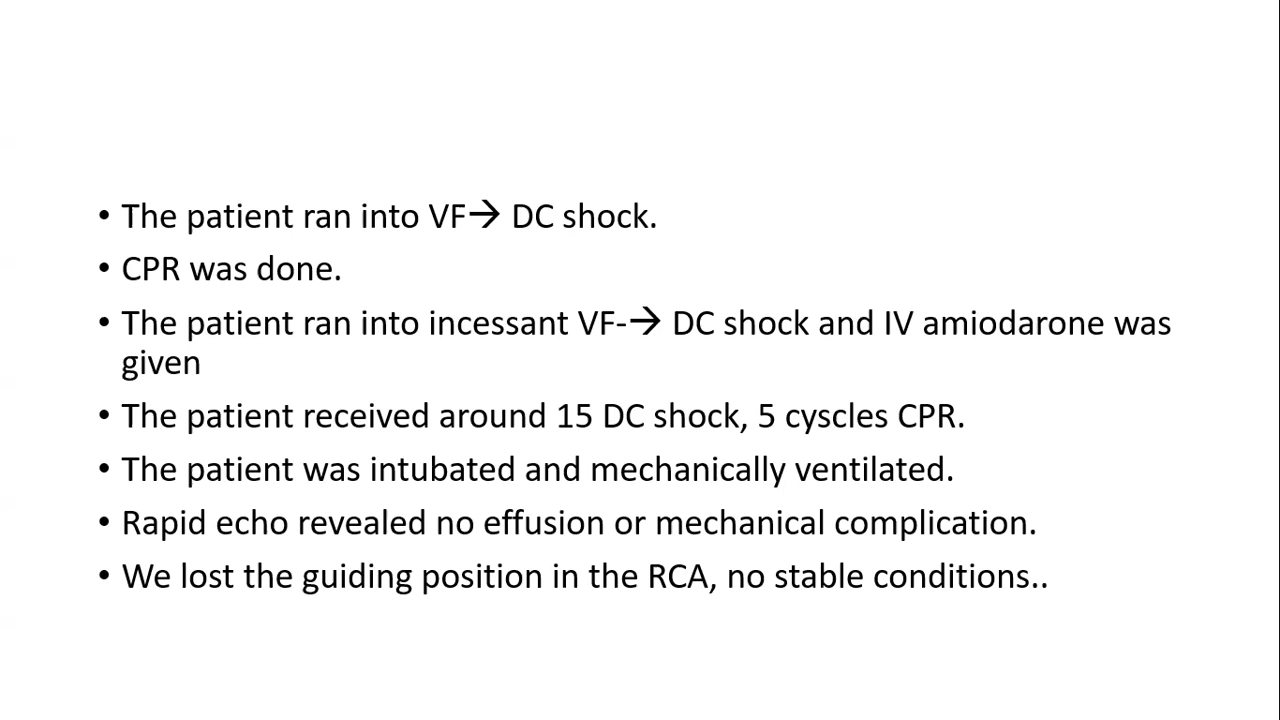 • The patient ran into VF→ DC shock.
• CPR was done.
• The patient ran into incessant VF-→ DC shock and IV amiodarone was
given
• The patient received around 15 DC shock, 5 cyscles CPR.
• The patient was intubated and mechanically ventilated.
• Rapid echo revealed no effusion or mechanical complication.
• We lost the guiding position in the RCA, no stable conditions..